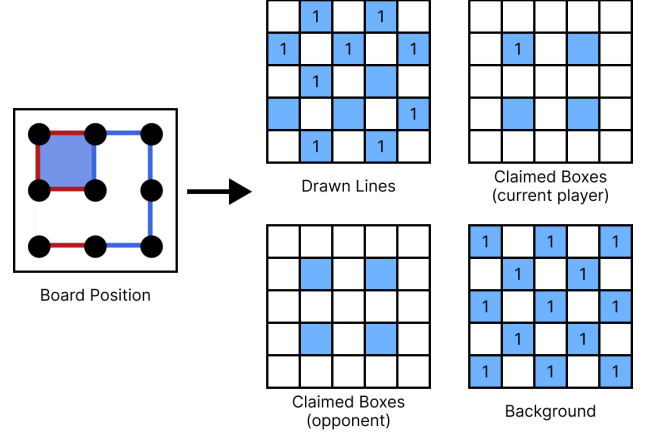 1 1
1 1 1
1
1
1 1
Drawn Lines
1
Claimed Boxes
(current player)
Board Position
Claimed Boxes
(opponent)
1 1 1
1 1
1 1 1
1 1
1 1 1
Background